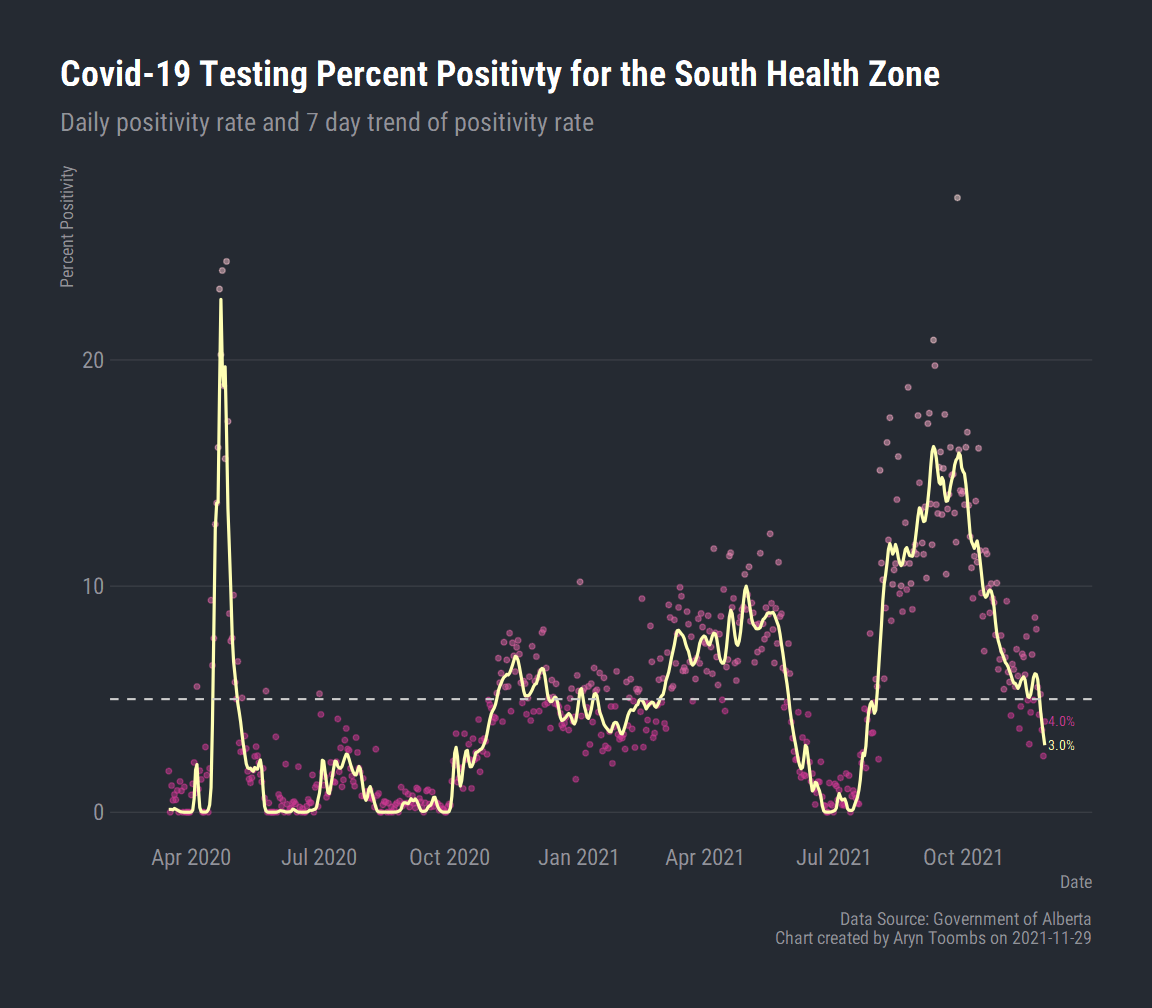 Covid-19 Testing Percent Positivty for the South Health Zone
Daily positivity rate and 7 day trend of positivity rate
Percent Positivity
20
10
0
4.0%
3.0%
Apr 2020 Jul 2020 Oct 2020 Jan 2021 Apr 2021 Jul 2021 Oct 2021
Date
Data Source: Government of Alberta
Chart created by Aryn Toombs on 2021-11-29